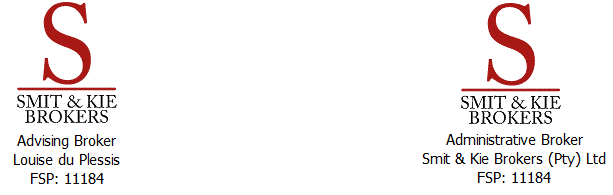 S
SMIT & KIE
BROKERS
Advising Broker
Louise du Plessis
FSP: 11184
S
SMIT & KIE
BROKERS
Administrative Broker
Smit & Kie Brokers (Pty) Ltd
FSP: 11184